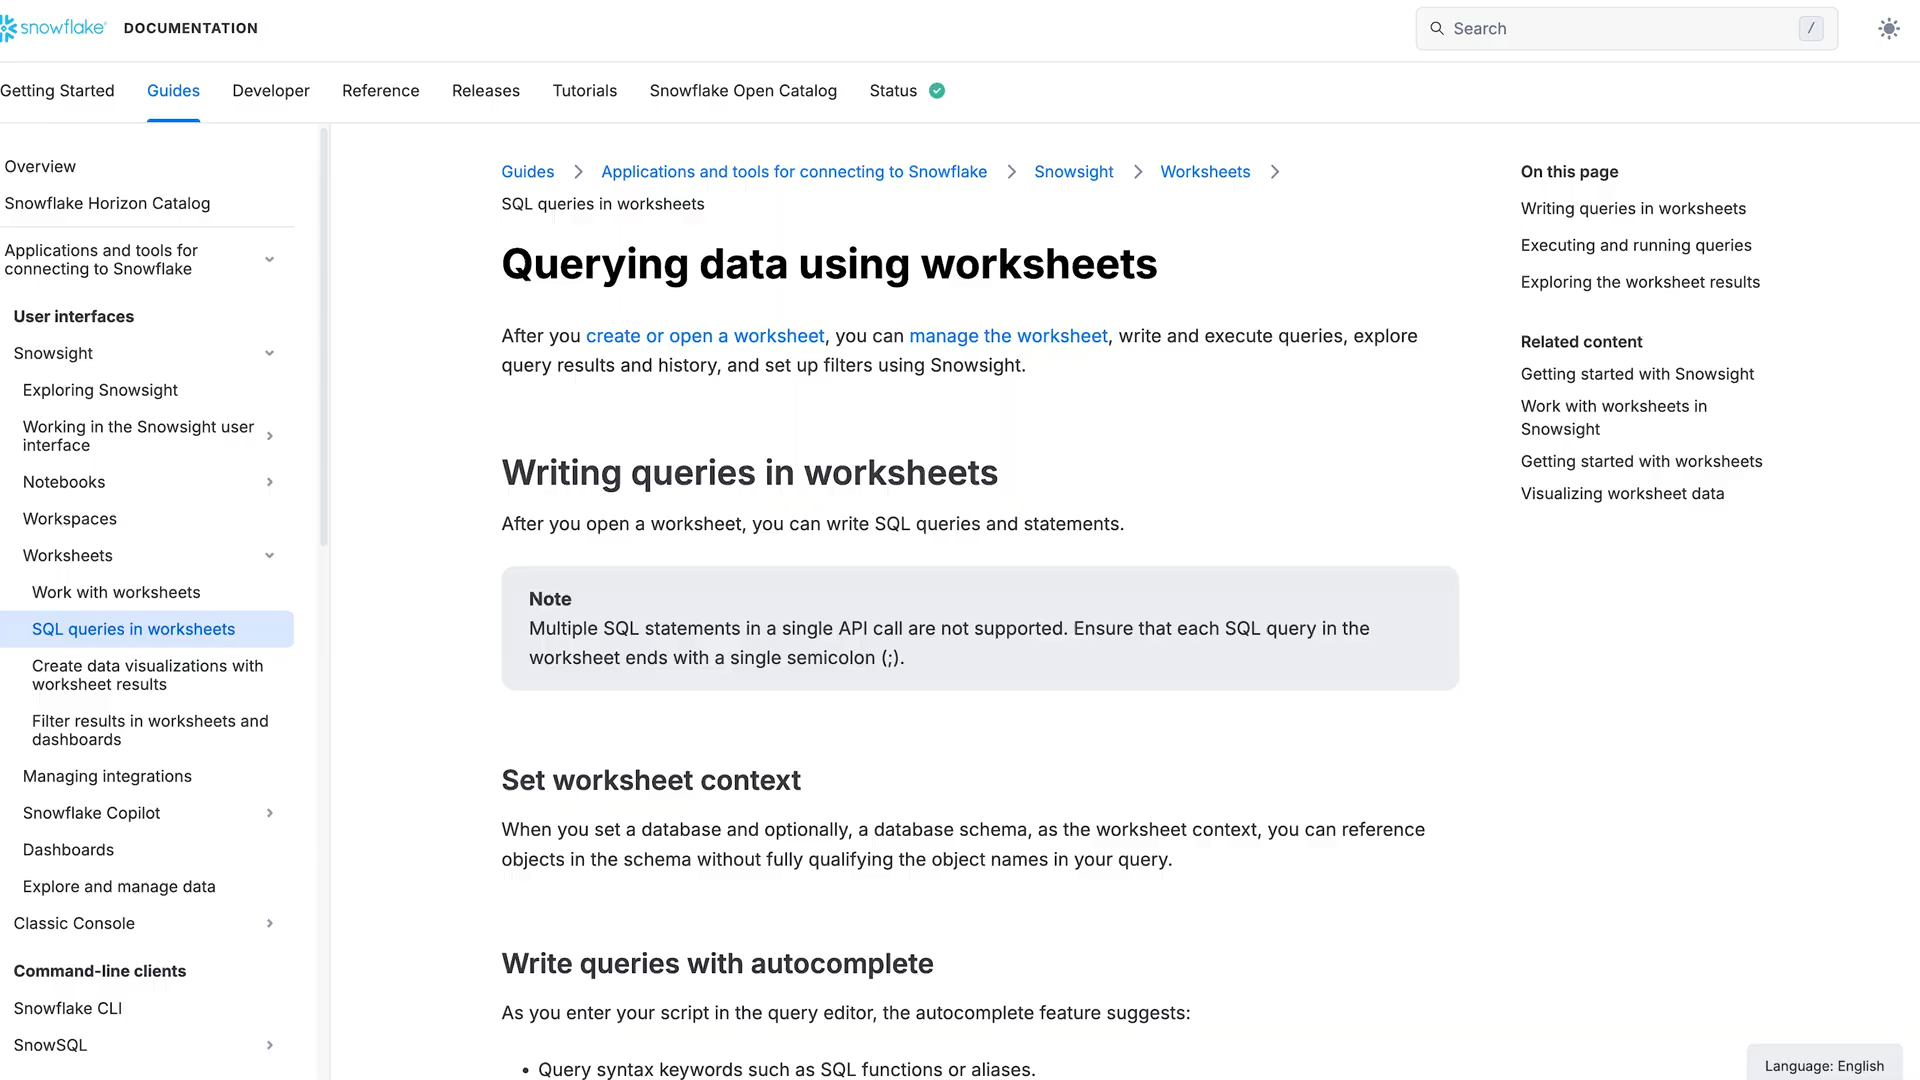 snowflake DOCUMENTATION
Search /
Getting Started Guides Developer Reference Releases Tutorials Snowflake Open Catalog Status
Overview
Snowflake Horizon Catalog
Applications and tools for
connecting to Snowflake
User interfaces
Snowsight
Exploring Snowsight
Working in the Snowsight user
interface
Notebooks
Workspaces
Worksheets
Work with worksheets
SQL queries in worksheets
Create data visualizations with
worksheet results
Filter results in worksheets and
dashboards
Managing integrations
Snowflake Copilot
Dashboards
Explore and manage data
Classic Console
Command-line clients
Snowflake CLI
SnowSQL
Guides > Applications and tools for connecting to Snowflake > Snowsight > Worksheets >
SQL queries in worksheets
Querying data using worksheets
After you create or open a worksheet, you can manage the worksheet, write and execute queries, explore
query results and history, and set up filters using Snowsight.
Writing queries in worksheets
After you open a worksheet, you can write SQL queries and statements.
Note
Multiple SQL statements in a single API call are not supported. Ensure that each SQL query in the
worksheet ends with a single semicolon (;).
Set worksheet context
When you set a database and optionally, a database schema, as the worksheet context, you can reference
objects in the schema without fully qualifying the object names in your query.
Write queries with autocomplete
As you enter your script in the query editor, the autocomplete feature suggests:
• Query syntax keywords such as SQL functions or aliases.
On this page
Writing queries in worksheets
Executing and running queries
Exploring the worksheet results
Related content
Getting started with Snowsight
Work with worksheets in
Snowsight
Getting started with worksheets
Visualizing worksheet data
Language: English